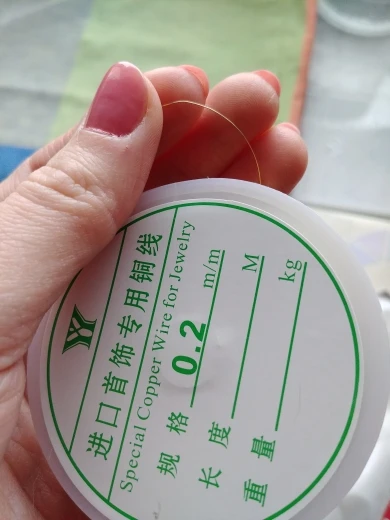 进口首饰专用铜线
Special Copper Wire for Jewelry
规格 0.2 m/m
长度 M
重量 kg